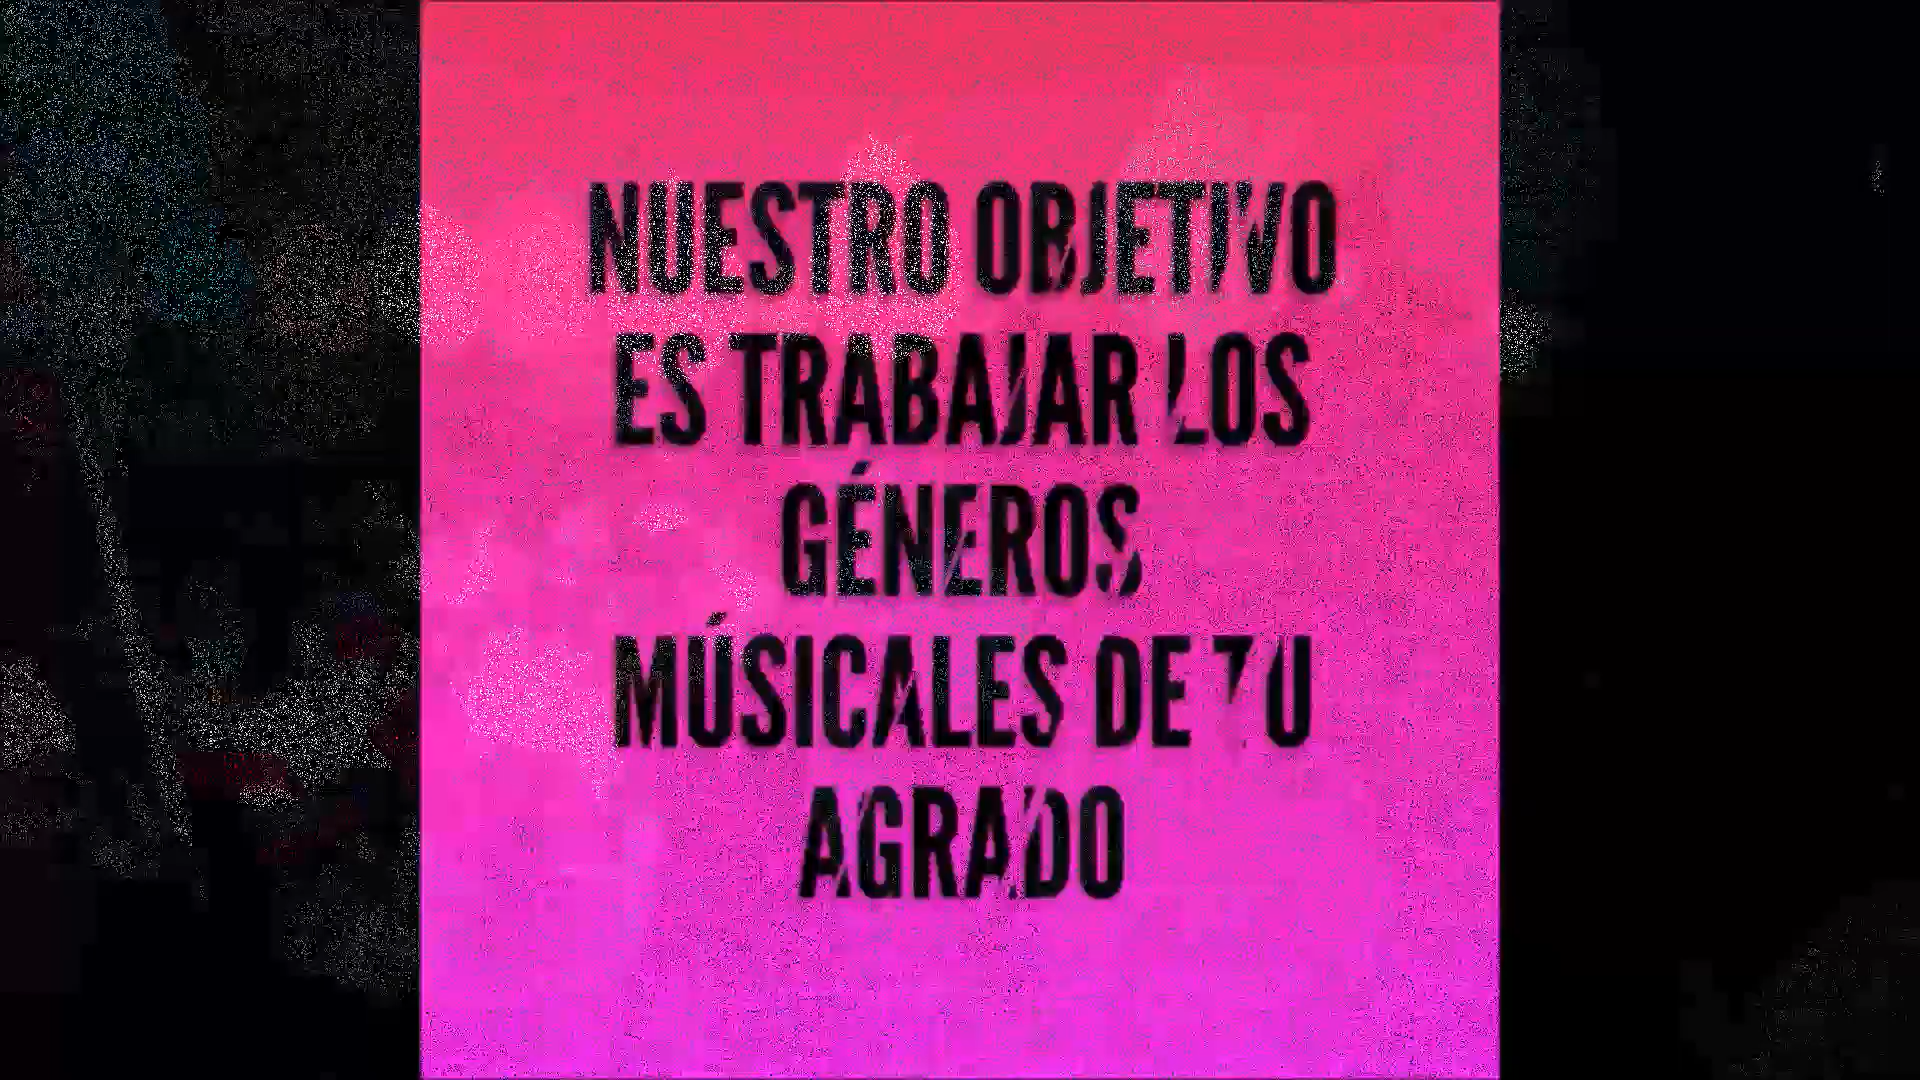 NUESTRO OBJETIVO
ES TRABAJAR LOS
GÉNEROS
MÚSICALES DE TU
AGRADO